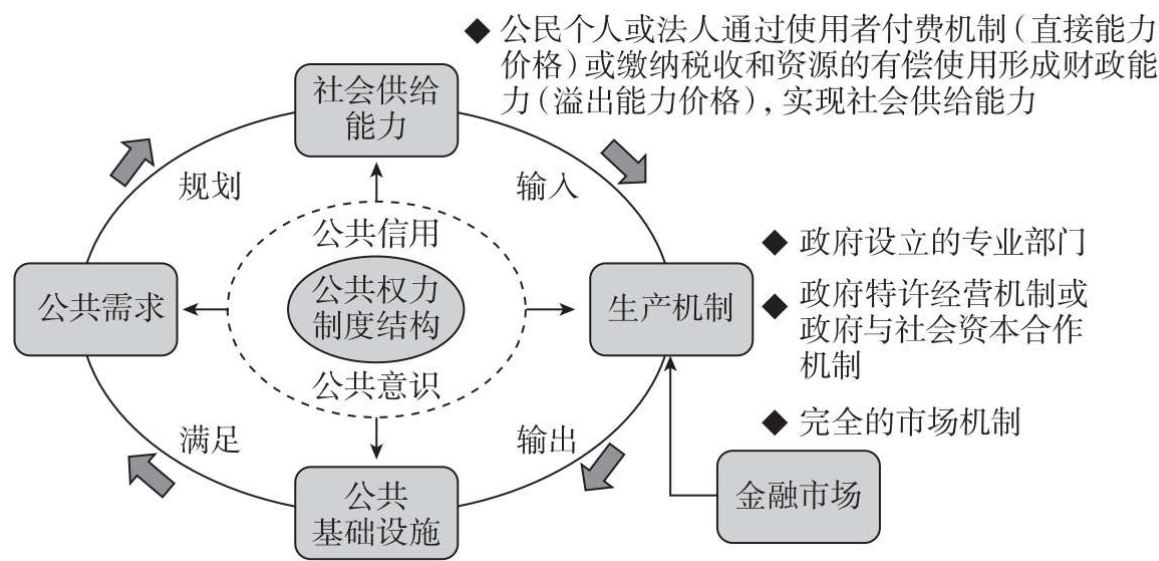 ◆ 公民个人或法人通过使用者付费机制(直接能力
价格)或缴纳税收和资源的有偿使用形成财政能
力(溢出能力价格),实现社会供给能力
社会供给
能力
规划
输入
公共信用
公共需求
公共权力
制度结构
生产机制
公共意识
◆ 政府设立的专业部门
◆ 政府特许经营机制或
政府与社会资本合作
机制
◆ 完全的市场机制
满足
输出
公共
基础设施
金融市场